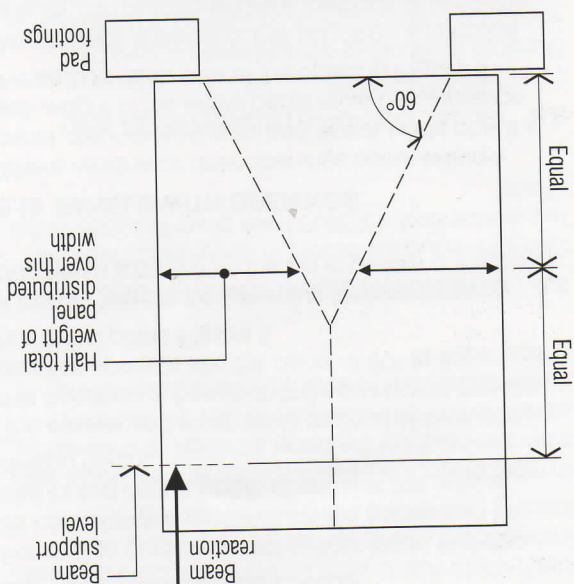 Beam
reaction
Beam
support
level
Equal
Half total
weight of
panel
distributed
over this
width
Equal
60°
Pad
footings